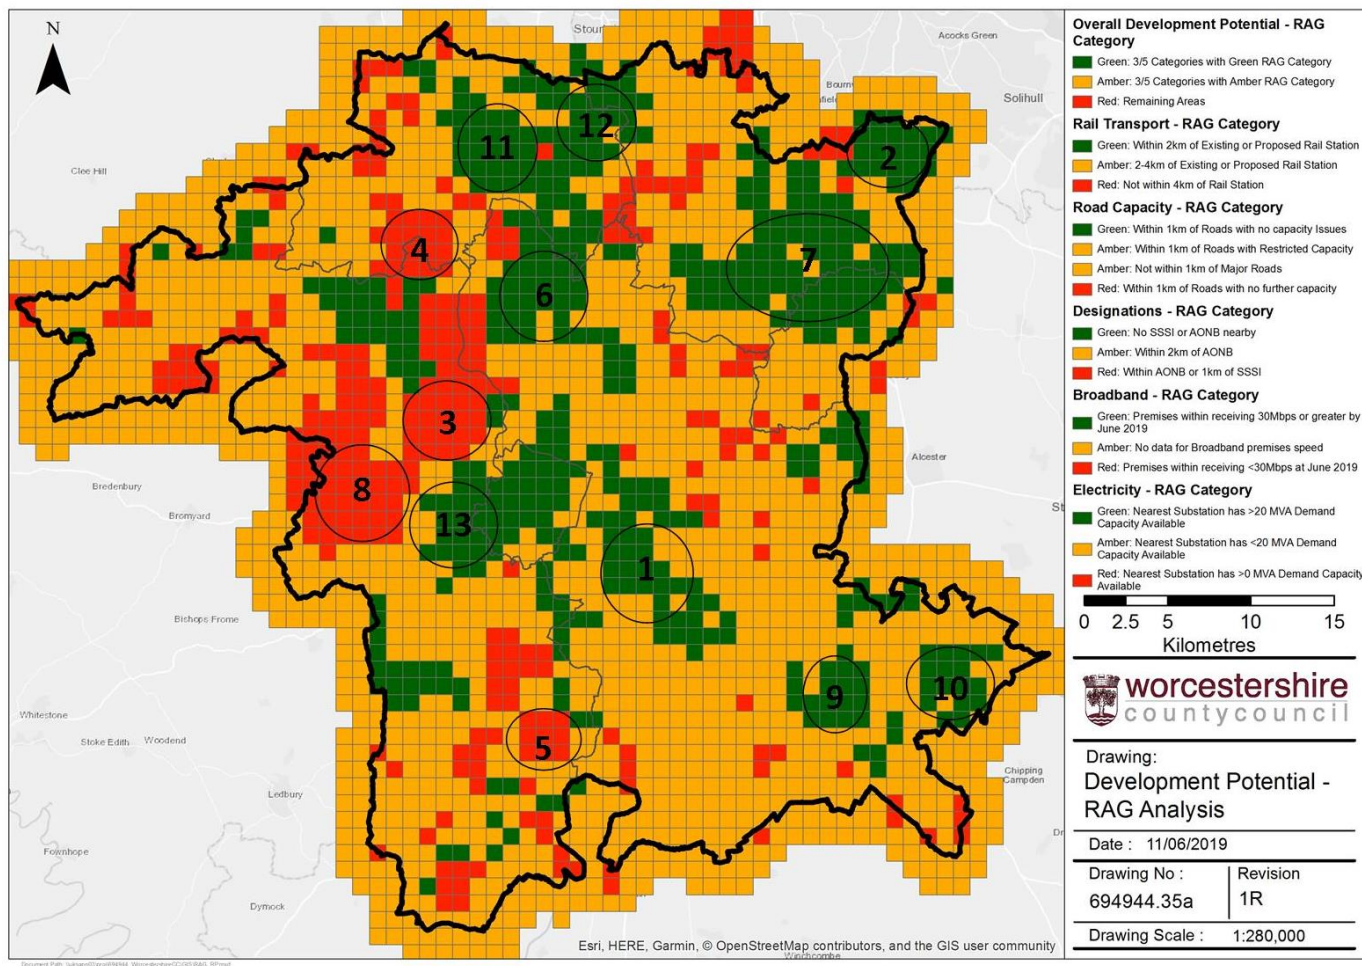 N
Stour
Acocks Green
Bourn
Solihull
Clee Hill
Bredenbury
Bromyard
Alcester
Bishops Frome
Whitestone
Stoke Edith
Woodend
Ledbury
Chipping
Campden
Fownhope
Dymock
Winchcombe
11
12
2
4
7
6
3
8
13
1
9
10
5
Esri, HERE, Garmin, © OpenStreetMap contributors, and the GIS user community
Overall Development Potential - RAG
Category
Green: 3/5 Categories with Green RAG Category
Amber: 3/5 Categories with Amber RAG Category
Red: Remaining Areas
Rail Transport - RAG Category
Green: Within 2km of Existing or Proposed Rail Station
Amber: 2-4km of Existing or Proposed Rail Station
Red: Not within 4km of Rail Station
Road Capacity - RAG Category
Green: Within 1km of Roads with no capacity Issues
Amber: Within 1km of Roads with Restricted Capacity
Amber: Not within 1km of Major Roads
Red: Within 1km of Roads with no further capacity
Designations - RAG Category
Green: No SSSI or AONB nearby
Amber: Within 2km of AONB
Red: Within AONB or 1km of SSSI
Broadband - RAG Category
Green: Premises within receiving 30Mbps or greater by
June 2019
Amber: No data for Broadband premises speed
Red: Premises within receiving <30Mbps at June 2019
Electricity - RAG Category
Green: Nearest Substation has >20 MVA Demand
Capacity Available
Amber: Nearest Substation has <20 MVA Demand
Capacity Available
Red: Nearest Substation has >0 MVA Demand Capacity
Available
0 2.5 5 10 15
Kilometres
worcestershire
countycouncil
Drawing:
Development Potential -
RAG Analysis
Date : 11/06/2019
Drawing No :
694944.35a
Revision
1R
Drawing Scale : 1:280,000